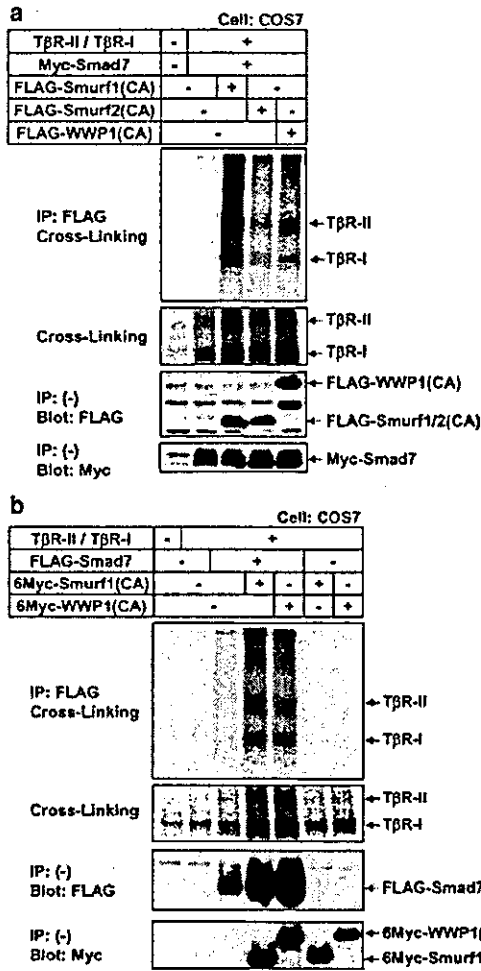 a
Cell: COS7
TβR-II / TβR-I - +
Myc-Smad7 - +
FLAG-Smurf1(CA) - + -
FLAG-Smurf2(CA) - + -
FLAG-WWP1(CA) - +
IP: FLAG
Cross-Linking
TβR-II
TβR-I
Cross-Linking
TβR-II
TβR-I
IP: (-)
Blot: FLAG
FLAG-WWP1(CA)
FLAG-Smurf1/2(CA)
IP: (-)
Blot: Myc
Myc-Smad7
b
Cell: COS7
TβR-II / TβR-I - +
FLAG-Smad7 - + -
6Myc-Smurf1(CA) - + - + -
6Myc-WWP1(CA) - + - +
IP: FLAG
Cross-Linking
TβR-II
TβR-I
Cross-Linking
TβR-II
TβR-I
IP: (-)
Blot: FLAG
FLAG-Smad7
IP: (-)
Blot: Myc
6Myc-WWP1(
6Myc-Smurf1